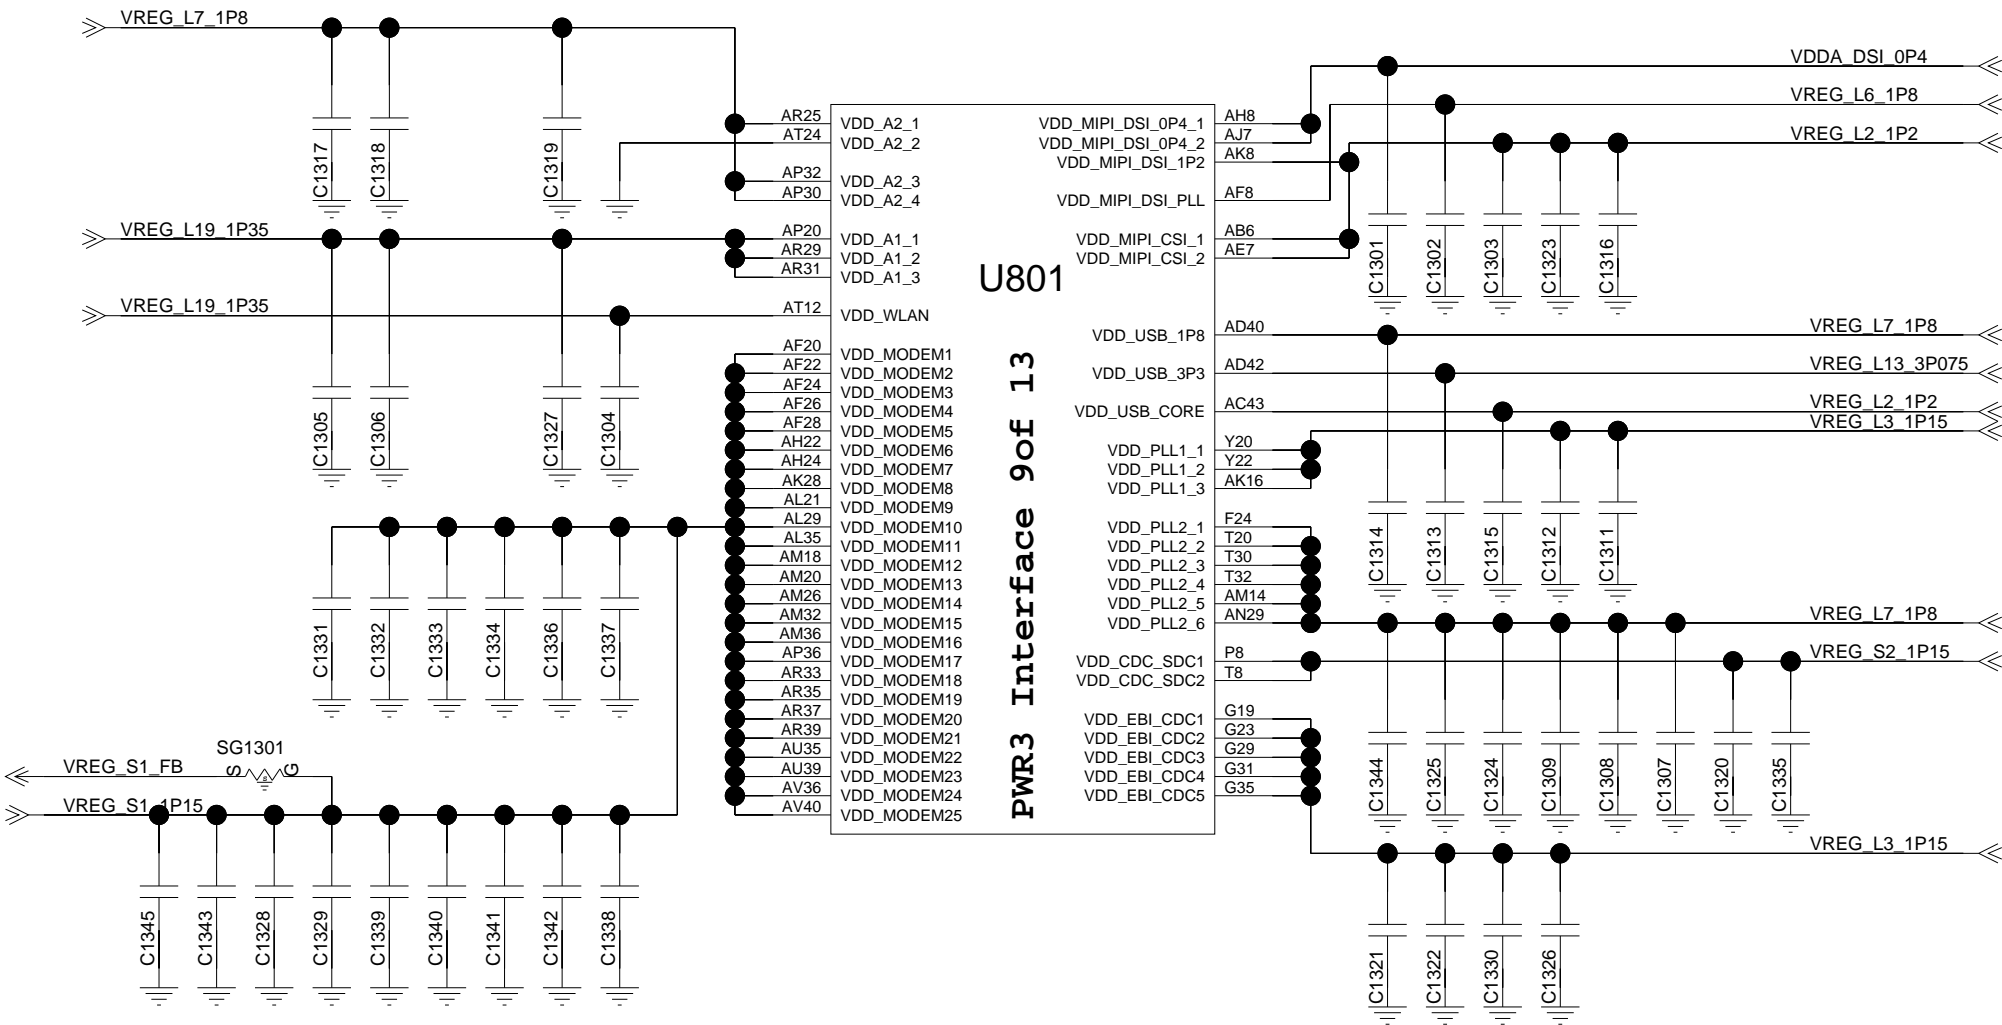 VREG_L7_1P8
C1317
C1318
C1319
VREG_L19_1P35
VREG_L19_1P35
C1305
C1306
C1327
C1304
C1331
C1332
C1333
C1334
C1336
C1337
SG1301
VREG_S1_FB
S
G
VREG_S1_1P15
C1345
C1343
C1328
C1329
C1339
C1340
C1341
C1342
C1338
AR25 VDD_A2_1
AT24 VDD_A2_2
AP32 VDD_A2_3
AP30 VDD_A2_4
AP20 VDD_A1_1
AR29 VDD_A1_2
AR31 VDD_A1_3
AT12 VDD_WLAN
AF20 VDD_MODEM1
AF22 VDD_MODEM2
AF24 VDD_MODEM3
AF26 VDD_MODEM4
AF28 VDD_MODEM5
AH22 VDD_MODEM6
AH24 VDD_MODEM7
AK28 VDD_MODEM8
AL21 VDD_MODEM9
AL29 VDD_MODEM10
AL35 VDD_MODEM11
AM18 VDD_MODEM12
AM20 VDD_MODEM13
AM26 VDD_MODEM14
AM32 VDD_MODEM15
AM36 VDD_MODEM16
AP36 VDD_MODEM17
AR33 VDD_MODEM18
AR35 VDD_MODEM19
AR37 VDD_MODEM20
AR39 VDD_MODEM21
AU35 VDD_MODEM22
AU39 VDD_MODEM23
AV36 VDD_MODEM24
AV40 VDD_MODEM25
U801
PWR3 Interface 9of 13
VDD_MIPI_DSI_0P4_1 AH8
VDD_MIPI_DSI_0P4_2 AJ7
VDD_MIPI_DSI_1P2 AK8
VDD_MIPI_DSI_PLL AF8
VDD_MIPI_CSI_1 AB6
VDD_MIPI_CSI_2 AE7
VDD_USB_1P8 AD40
VDD_USB_3P3 AD42
VDD_USB_CORE AC43
VDD_PLL1_1 Y20
VDD_PLL1_2 Y22
VDD_PLL1_3 AK16
VDD_PLL2_1 F24
VDD_PLL2_2 T20
VDD_PLL2_3 T30
VDD_PLL2_4 T32
VDD_PLL2_5 AM14
VDD_PLL2_6 AN29
VDD_CDC_SDC1 P8
VDD_CDC_SDC2 T8
VDD_EBI_CDC1 G19
VDD_EBI_CDC2 G23
VDD_EBI_CDC3 G29
VDD_EBI_CDC4 G31
VDD_EBI_CDC5 G35
VDDA_DSI_0P4
VREG_L6_1P8
VREG_L2_1P2
C1301
C1302
C1303
C1323
C1316
VREG_L7_1P8
VREG_L13_3P075
VREG_L2_1P2
VREG_L3_1P15
C1314
C1313
C1315
C1312
C1311
VREG_L7_1P8
VREG_S2_1P15
C1344
C1325
C1324
C1309
C1308
C1307
C1320
C1335
VREG_L3_1P15
C1321
C1322
C1330
C1326